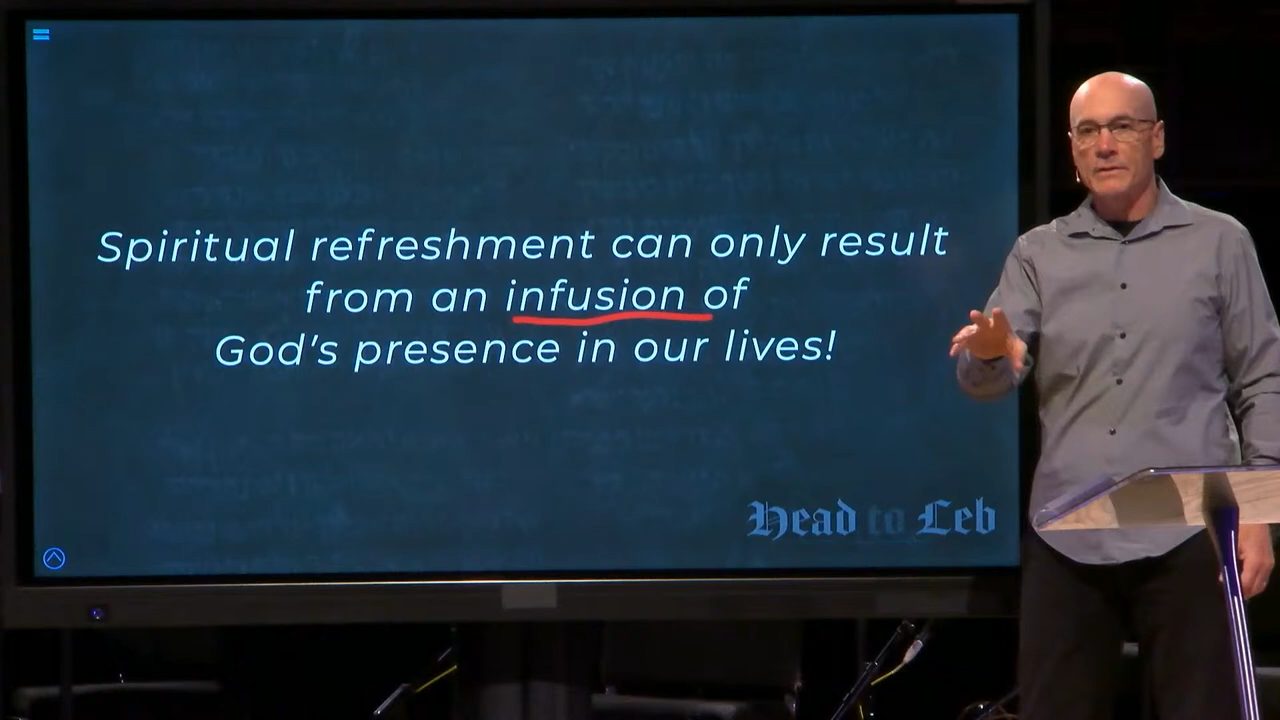 Spiritual refreshment can only result
from an infusion of
God's presence in our lives!
Head to Leb